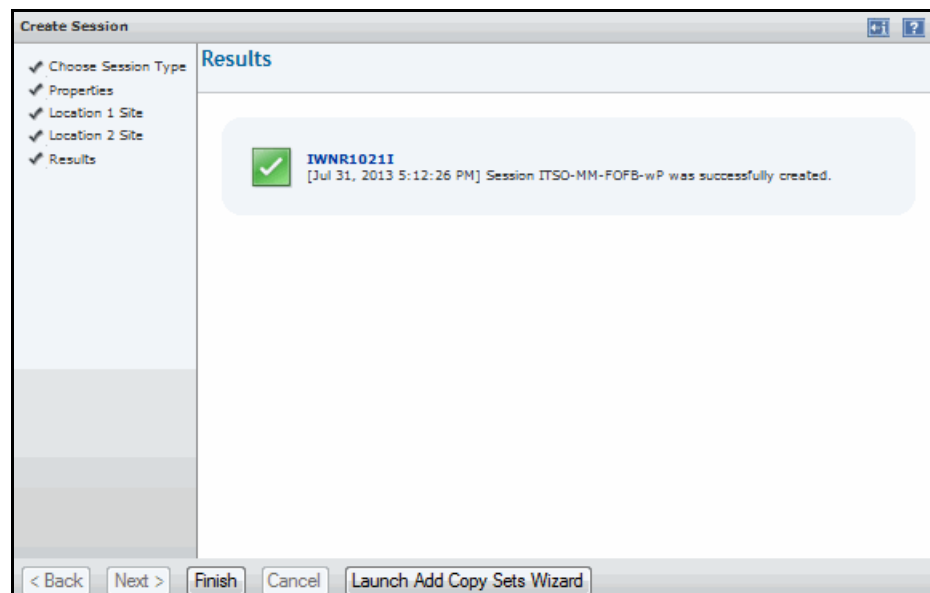 Create Session
?
Choose Session Type
Properties
Location 1 Site
Location 2 Site
Results
Results
IWNR1021I
[Jul 31, 2013 5:12:26 PM] Session ITSO-MM-FOFB-wP was successfully created.
< Back
Next >
Finish
Cancel
Launch Add Copy Sets Wizard